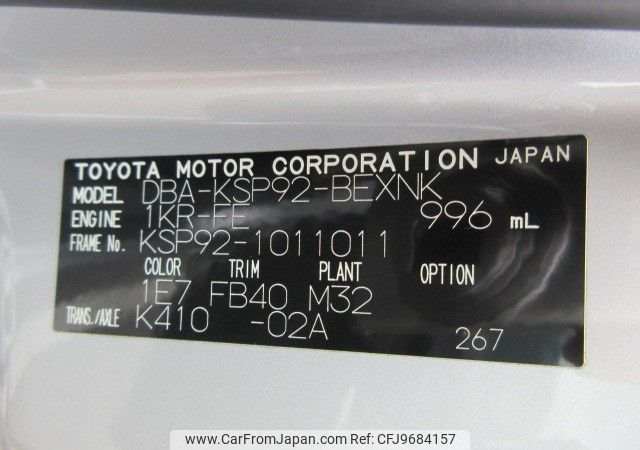 TOYOTA MOTOR CORPORATION JAPAN
MODEL DBA-KSP92-BEXNK
ENGINE 1KR-FE 996 mL
FRAME No. KSP92-1011011
COLOR TRIM PLANT OPTION
1E7 FB40 M32
TRANS./AXLE K410 -02A
267
www.CarFromJapan.com ID:CFJ9684157